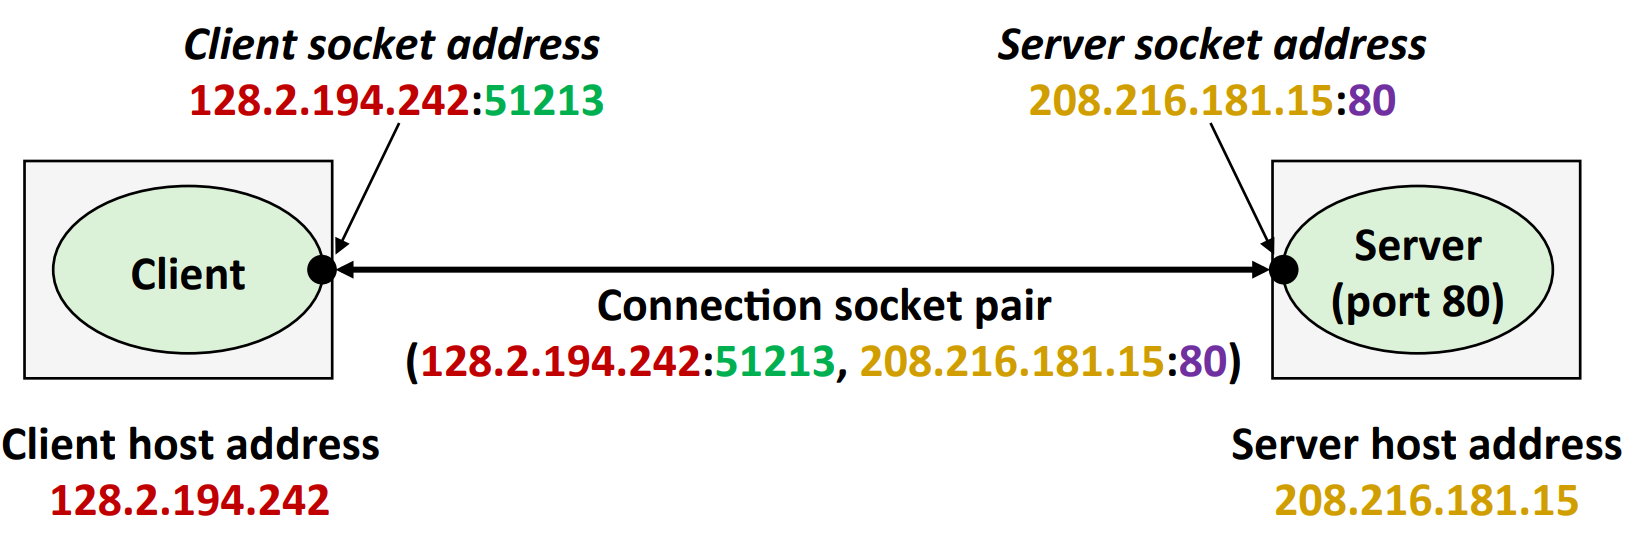 Client socket address
128.2.194.242:51213
Server socket address
208.216.181.15:80
Client
Server
(port 80)
Connection socket pair
(128.2.194.242:51213, 208.216.181.15:80)
Client host address
128.2.194.242
Server host address
208.216.181.15